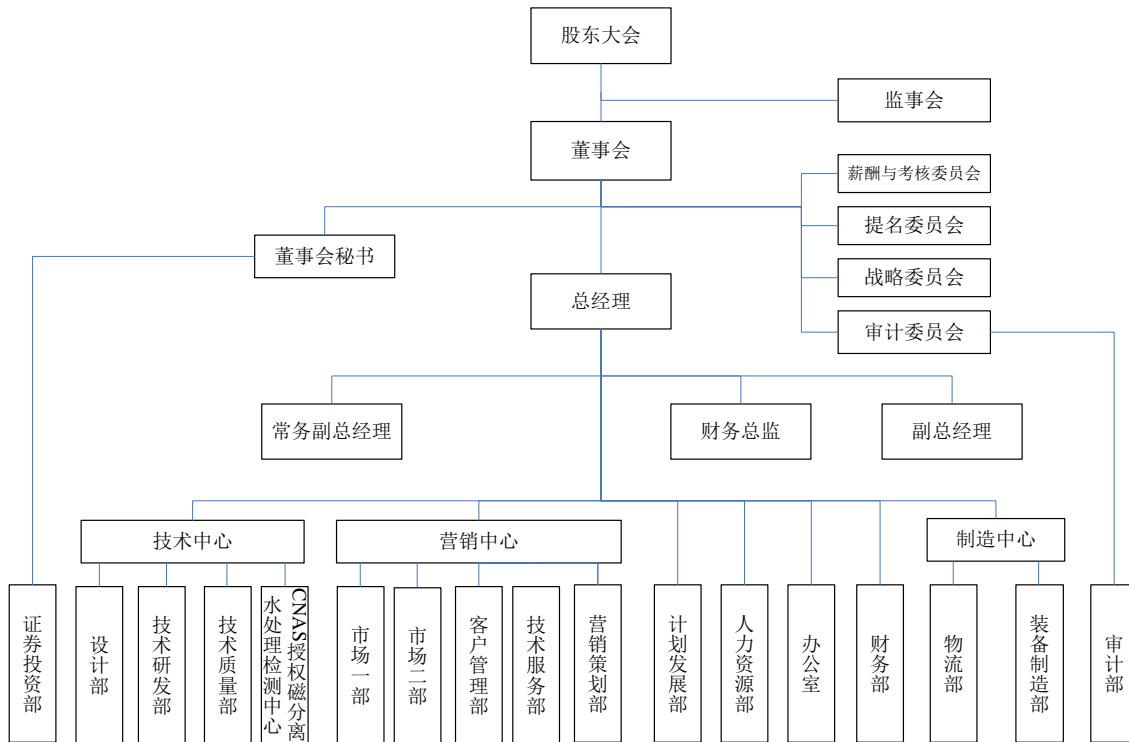 股东大会
监事会
董事会
薪酬与考核委员会
提名委员会
董事会秘书
战略委员会
总经理
审计委员会
常务副总经理
财务总监
副总经理
技术中心
营销中心
制造中心
证券投资部
设计部
技术研发部
技术质量部
CNAS授权磁分离
水处理检测中心
市场一部
市场二部
客户管理部
技术服务部
营销策划部
计划发展部
人力资源部
办公室
财务部
物流部
装备制造部
审计部